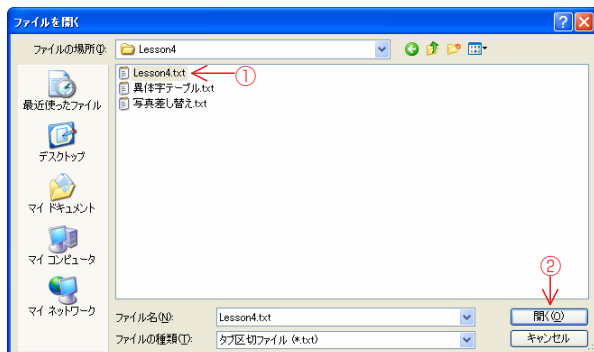 ファイルを開く
ファイルの場所(I):
Lesson4
Lesson4.txt
①
異体字テーブル.txt
写真差し替え.txt
最近使ったファイル
デスクトップ
マイ ドキュメント
マイ コンピュータ
マイ ネットワーク
②
ファイル名(N):
Lesson4.txt
開く(O)
ファイルの種類(T):
タブ区切ファイル (*.txt)
キャンセル